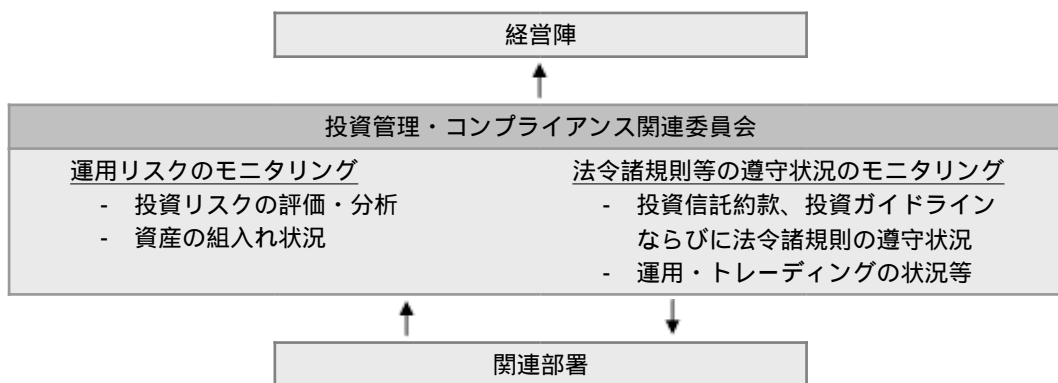 経営陣
投資管理・コンプライアンス関連委員会
運用リスクのモニタリング
- 投資リスクの評価・分析
- 資産の組入れ状況
法令諸規則等の遵守状況のモニタリング
- 投資信託約款、投資ガイドライン
ならびに法令諸規則の遵守状況
- 運用・トレーディングの状況等
関連部署